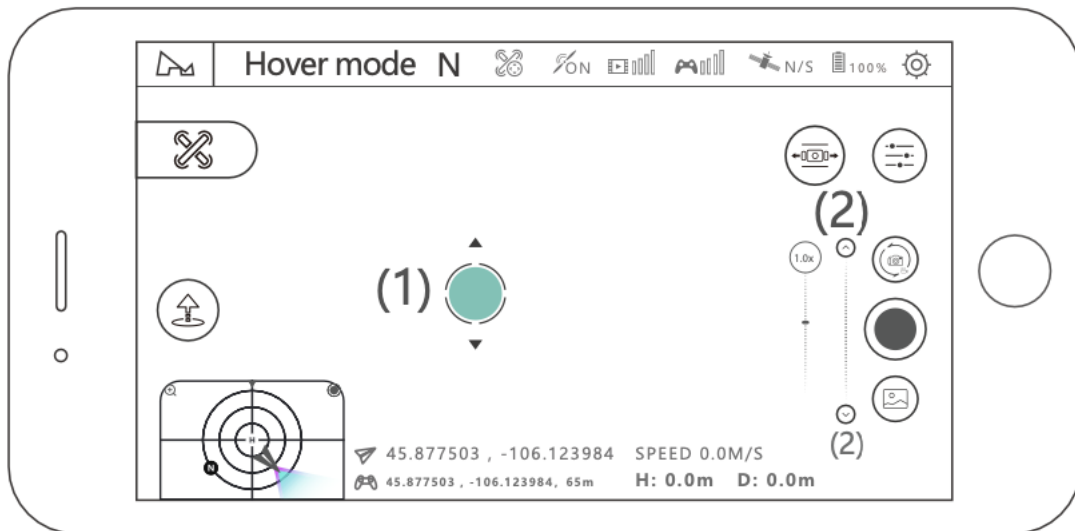 Hover mode N ON N/S 100%
(2)
1.0x
(1)
H
N
(2)
45.877503 , -106.123984 SPEED 0.0M/S
45.877503 , -106.123984, 65m H: 0.0m D: 0.0m